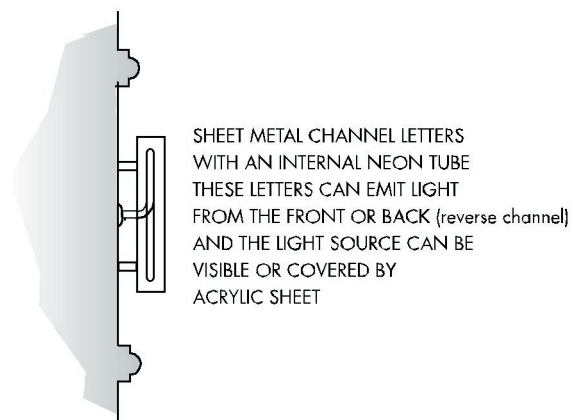 SHEET METAL CHANNEL LETTERS
WITH AN INTERNAL NEON TUBE
THESE LETTERS CAN EMIT LIGHT
FROM THE FRONT OR BACK (reverse channel)
AND THE LIGHT SOURCE CAN BE
VISIBLE OR COVERED BY
ACRYLIC SHEET